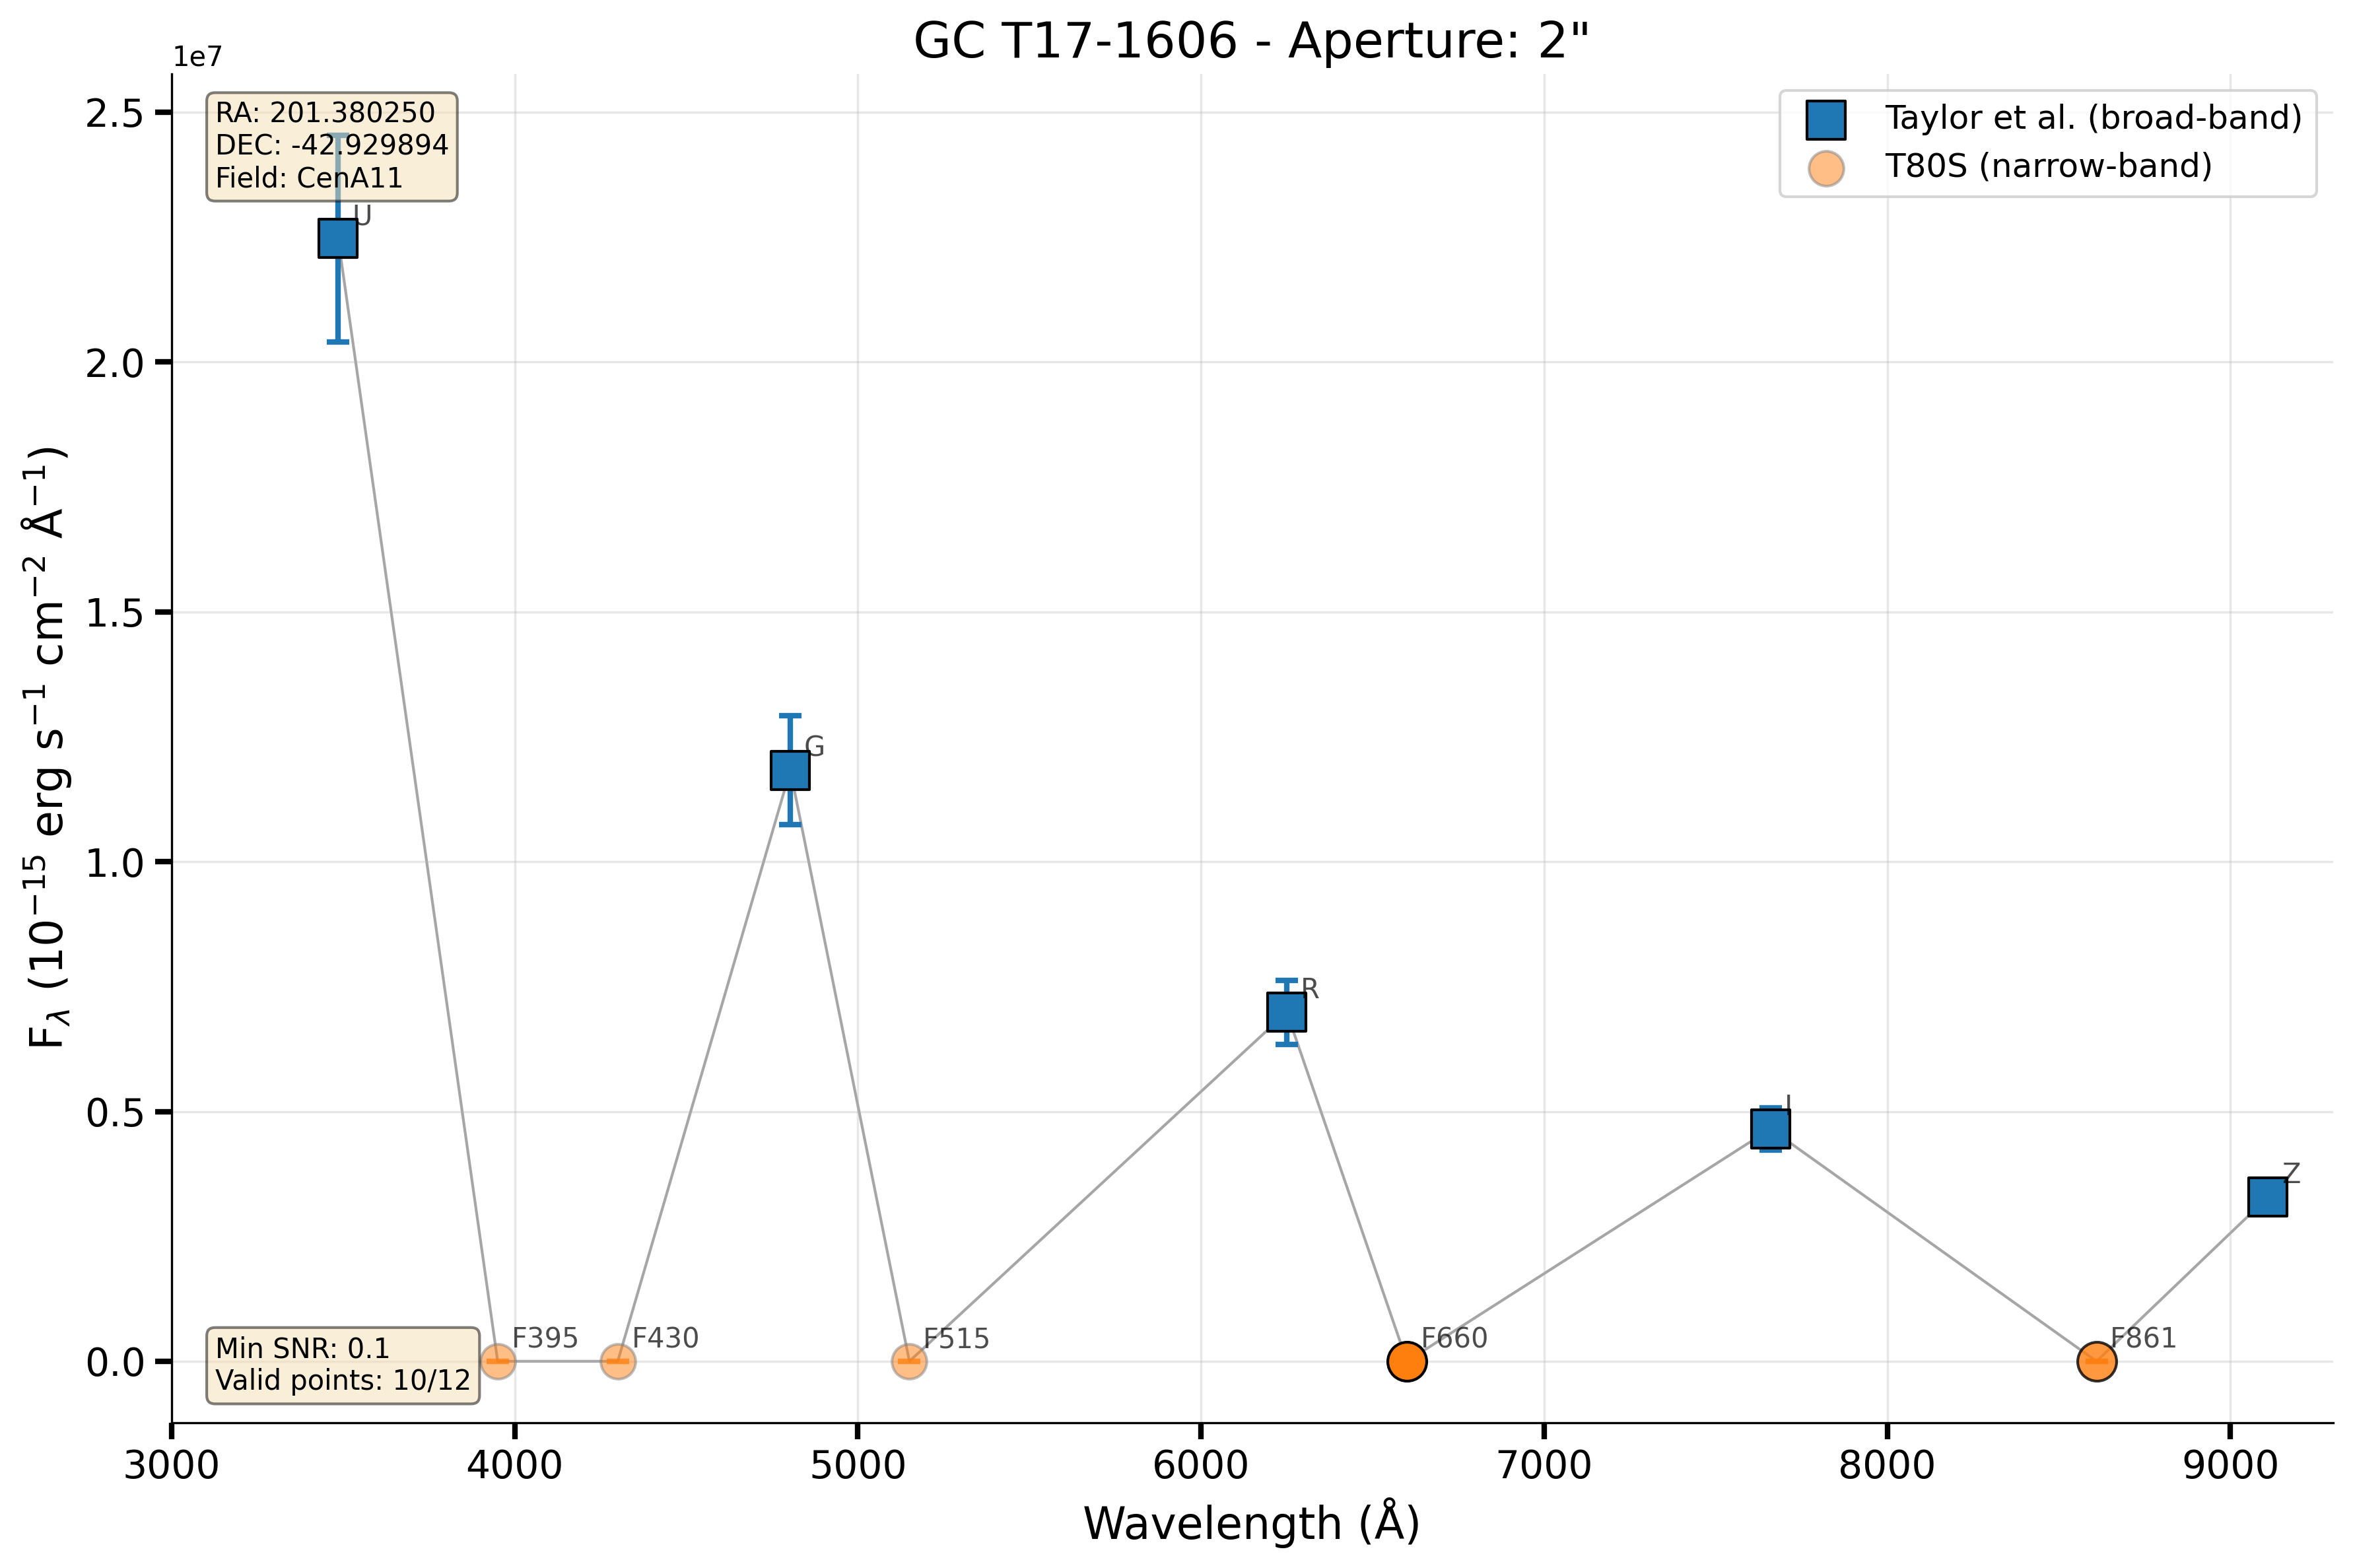 GC T17-1606 - Aperture: 2"
1e7
RA: 201.380250
DEC: -42.929894
Field: CenA11
Taylor et al. (broad-band)
T80S (narrow-band)
2.5
2.0
1.5
1.0
0.5
0.0
F_λ (10⁻¹⁵ erg s⁻¹ cm⁻² Å⁻¹)
U
G
R
I
Z
F395
F430
F515
F660
F861
Min SNR: 0.1
Valid points: 10/12
3000 4000 5000 6000 7000 8000 9000
Wavelength (Å)